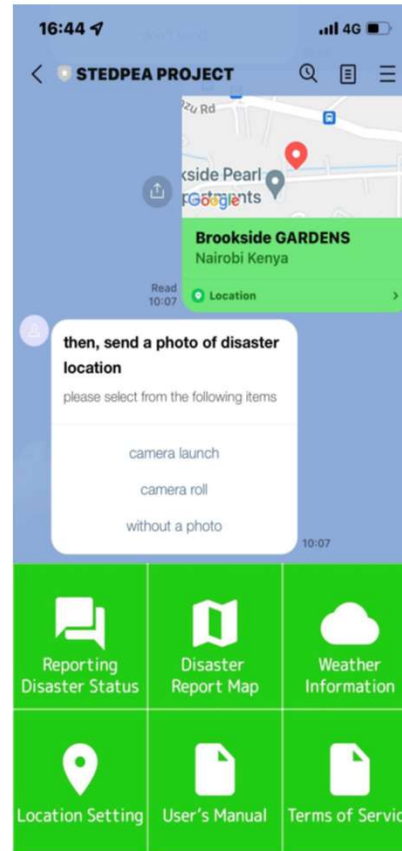 16:44
4G
STEDPEA PROJECT
zu Rd
kside Pearl
Google
Brookside GARDENS
Nairobi Kenya
Read
10:07
Location
then, send a photo of disaster
location
please select from the following items
camera launch
camera roll
without a photo
10:07
Reporting
Disaster Status
Disaster
Report Map
Weather
Information
Location Setting
User's Manual
Terms of Servic